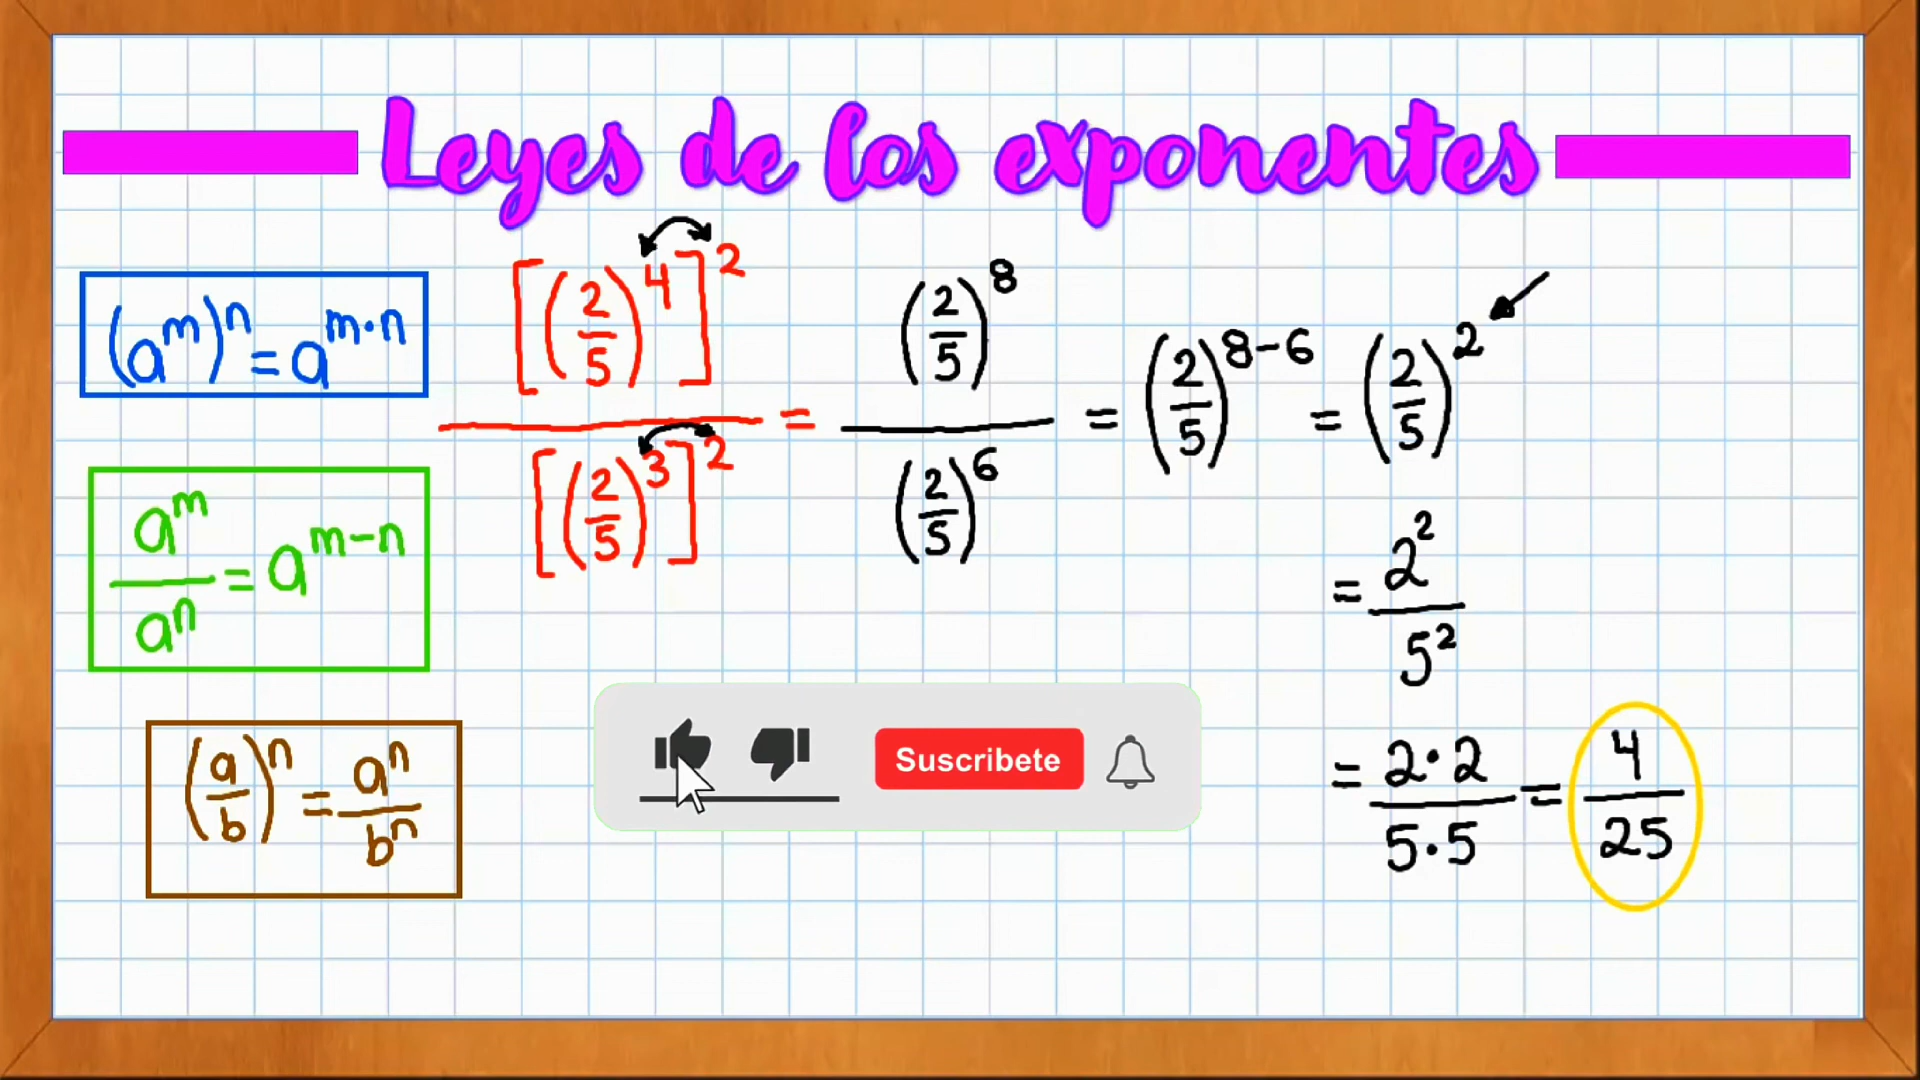 Leyes de los exponentes
(a^m)^n = a^(m·n)
a^m / a^n = a^(m-n)
(a/b)^n = a^n / b^n
[(2/5)^4]^2 / [(2/5)^3]^2 = (2/5)^8 / (2/5)^6 = (2/5)^(8-6) = (2/5)^2
= 2^2 / 5^2
= 2·2 / 5·5 = 4/25
Suscribete